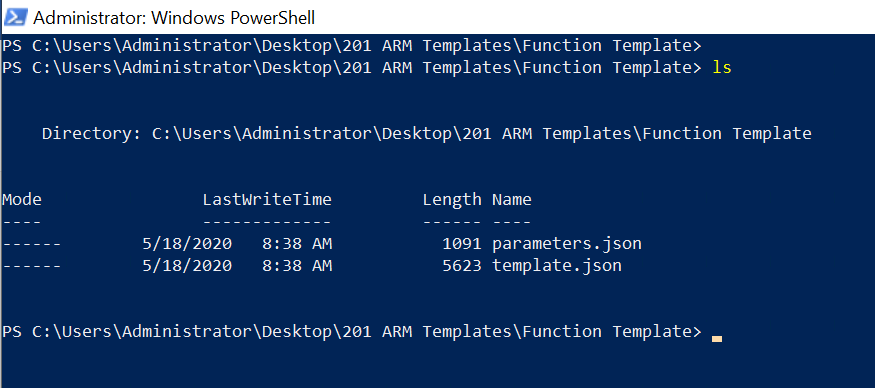 Administrator: Windows PowerShell
PS C:\Users\Administrator\Desktop\201 ARM Templates\Function Template>
PS C:\Users\Administrator\Desktop\201 ARM Templates\Function Template> ls
Directory: C:\Users\Administrator\Desktop\201 ARM Templates\Function Template
Mode                LastWriteTime         Length Name
----                -------------         ------ ----
------        5/18/2020   8:38 AM           1091 parameters.json
------        5/18/2020   8:38 AM           5623 template.json
PS C:\Users\Administrator\Desktop\201 ARM Templates\Function Template>